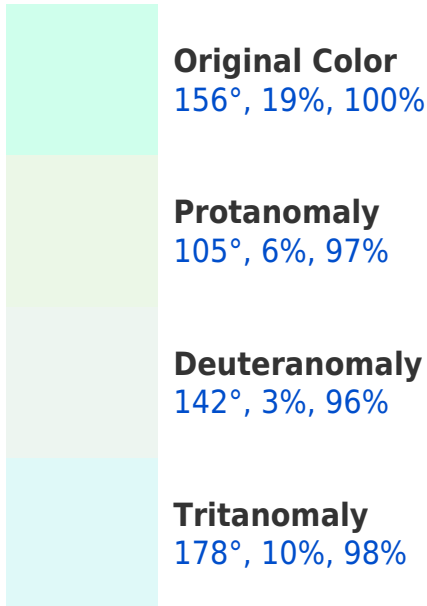 Original Color
156°, 19%, 100%
Protanomaly
105°, 6%, 97%
Deuteranomaly
142°, 3%, 96%
Tritanomaly
178°, 10%, 98%